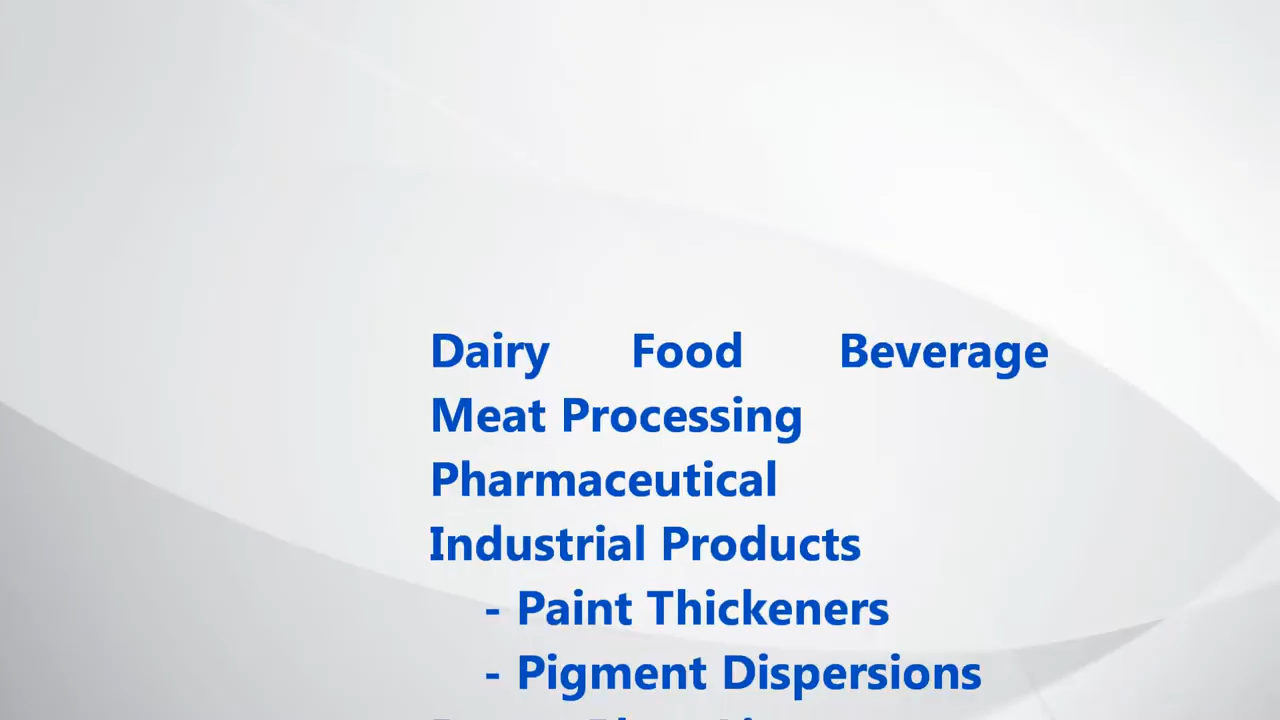 Dairy Food Beverage
Meat Processing
Pharmaceutical
Industrial Products
- Paint Thickeners
- Pigment Dispersions